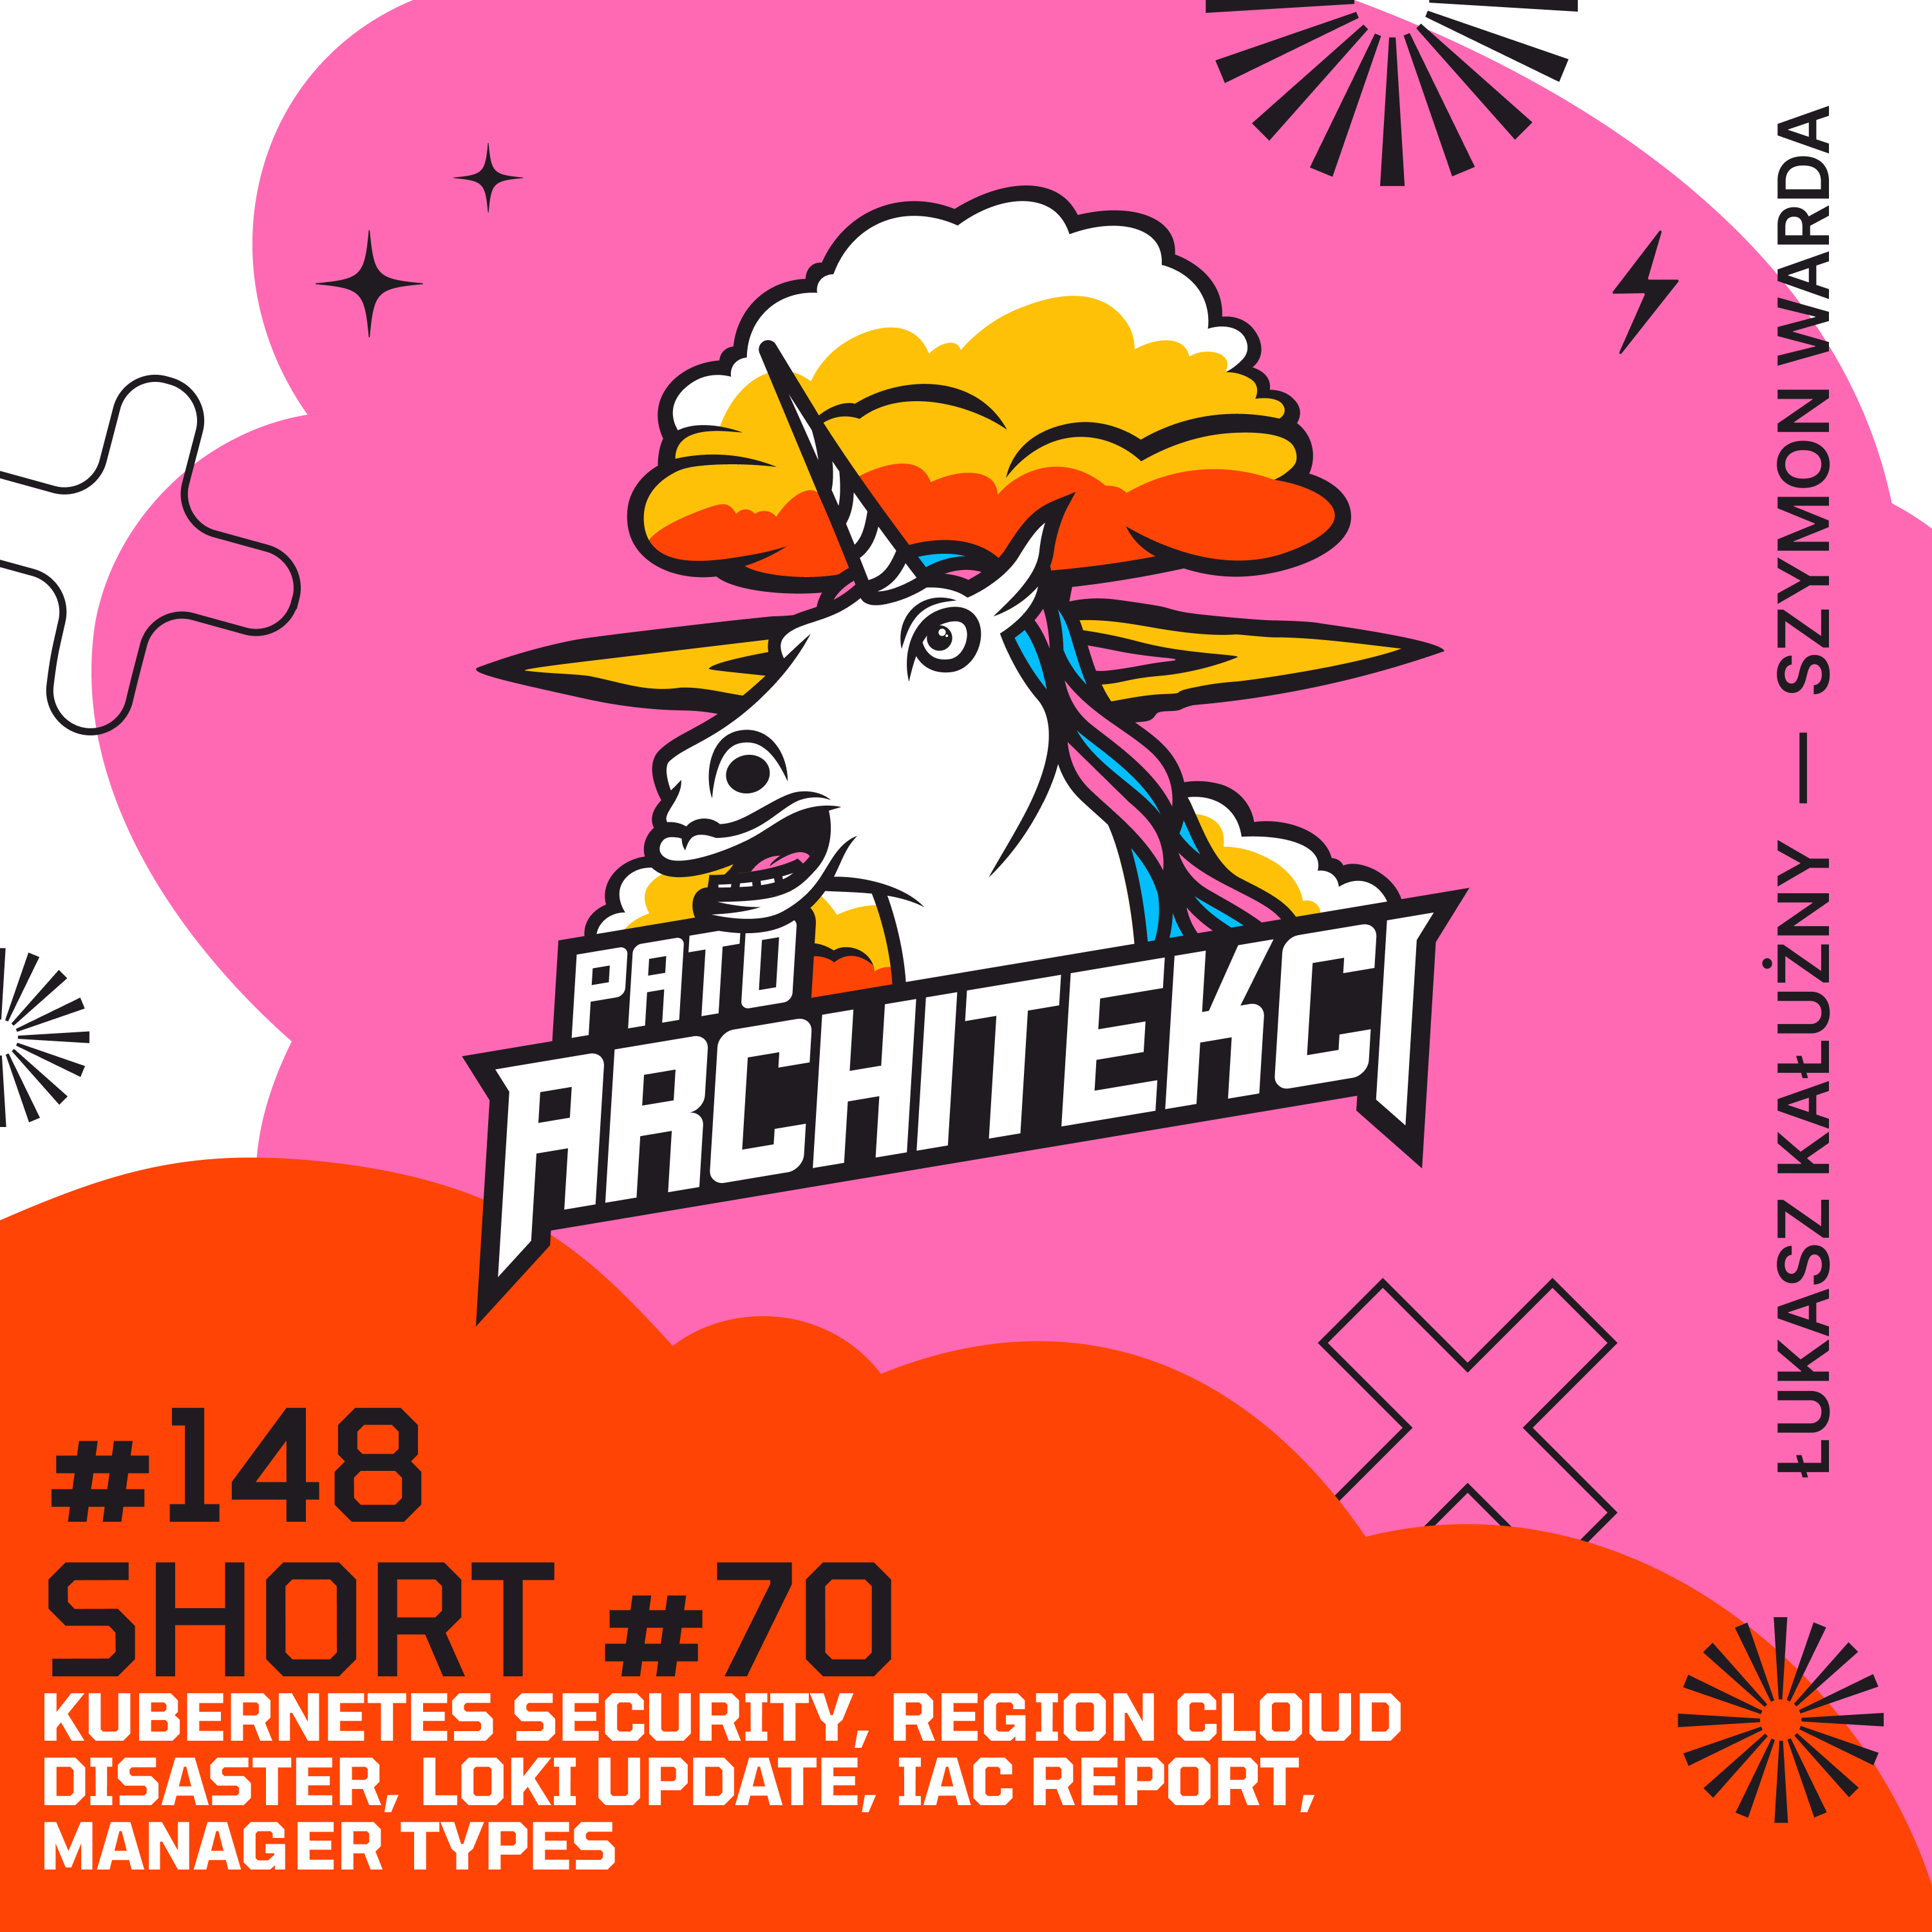 PATO
ARCHITEKCI
ŁUKASZ KAŁUŻNY — SZYMON WARDA
#148
SHORT #70
KUBERNETES SECURITY, REGION CLOUD
DISASTER, LOKI UPDATE, IAC REPORT,
MANAGER TYPES